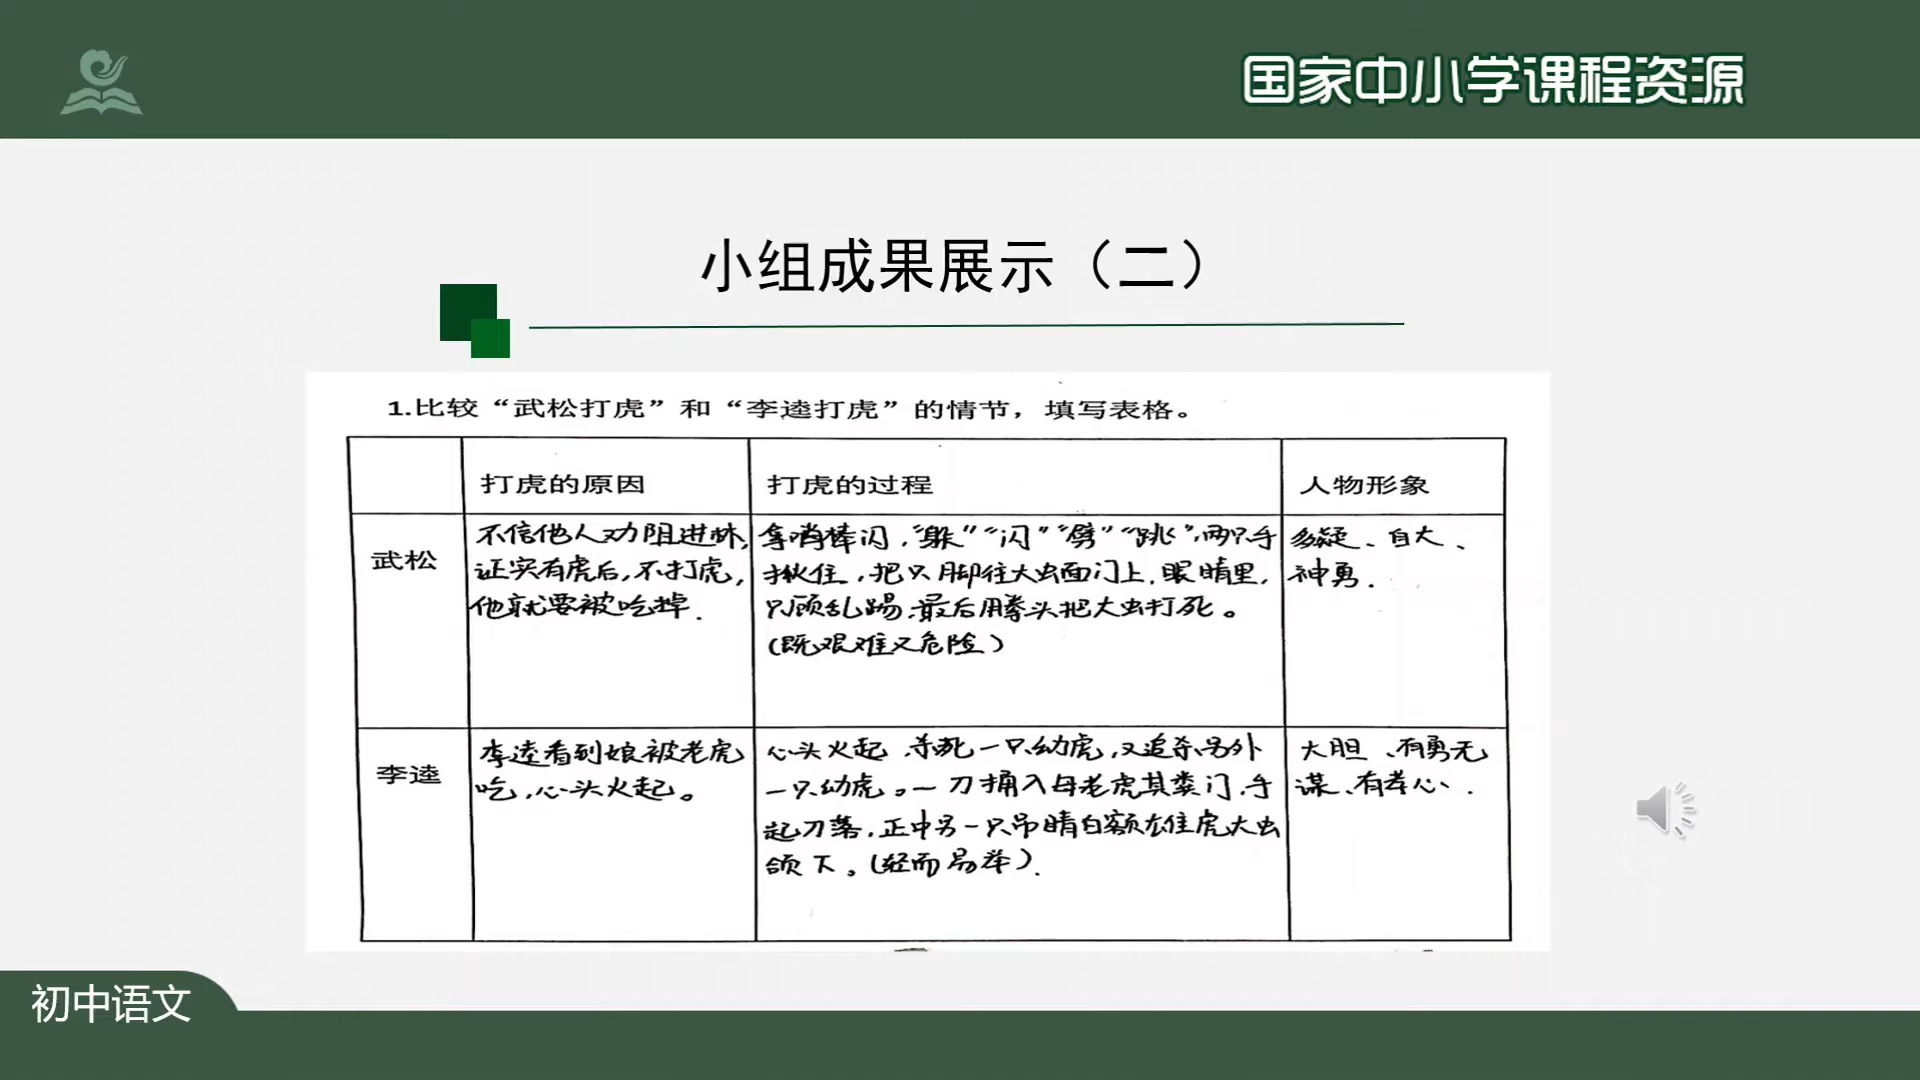 国家中小学课程资源
小组成果展示（二）
1.比较“武松打虎”和“李逵打虎”的情节，填写表格。
打虎的原因
打虎的过程
人物形象
武松
不信他人劝阻进林,
证实有虎后,不打虎,
他就要被吃掉.
拿哨棒闪,“躲”“闪”“劈”“跳”,两只手
揪住,把只脚往大虫面门上,眼睛里,
只顾乱踢,最后用拳头把大虫打死。
(既艰难又危险)
多疑、自大、
神勇.
李逵
李逵看到娘被老虎
吃,心头火起。
心头火起,杀死一只幼虎,又追杀另外
一只幼虎。一刀捅入母老虎其粪门,手
起刀落,正中另一只吊睛白额虎大虫
颌下。(轻而易举).
大胆、有勇无
谋、有孝心.
初中语文